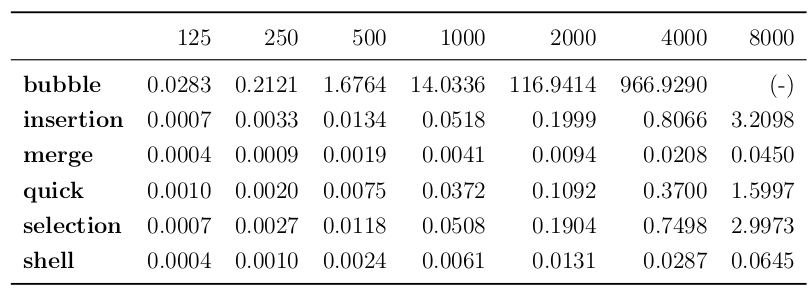 125 250 500 1000 2000 4000 8000
bubble 0.0283 0.2121 1.6764 14.0336 116.9414 966.9290 (-)
insertion 0.0007 0.0033 0.0134 0.0518 0.1999 0.8066 3.2098
merge 0.0004 0.0009 0.0019 0.0041 0.0094 0.0208 0.0450
quick 0.0010 0.0020 0.0075 0.0372 0.1092 0.3700 1.5997
selection 0.0007 0.0027 0.0118 0.0508 0.1904 0.7498 2.9973
shell 0.0004 0.0010 0.0024 0.0061 0.0131 0.0287 0.0645